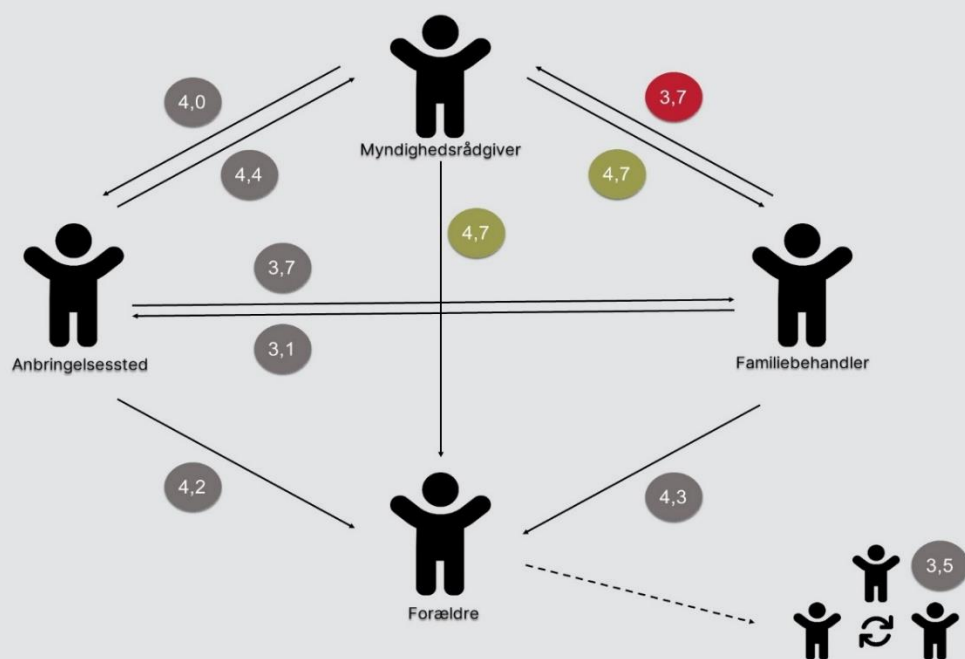 4,0
3,7
Myndighedsrådgiver
4,4
4,7
4,7
3,7
3,1
Anbringelsessted
Familiebehandler
4,2
4,3
3,5
Forældre